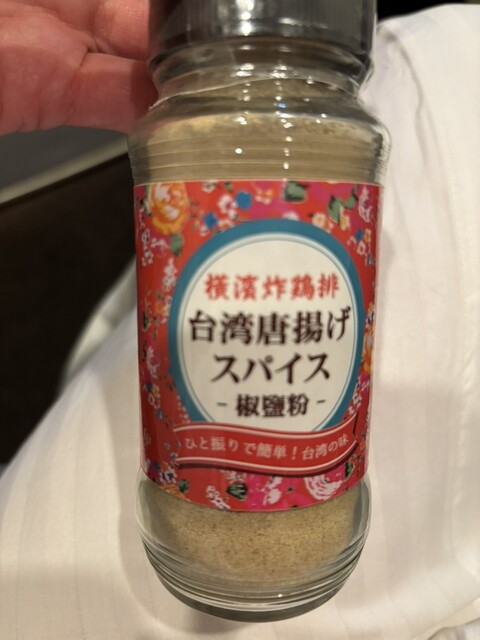 横濱炸鶏排
台湾唐揚げ
スパイス
- 椒鹽粉 -
ひと振りで簡単！台湾の味